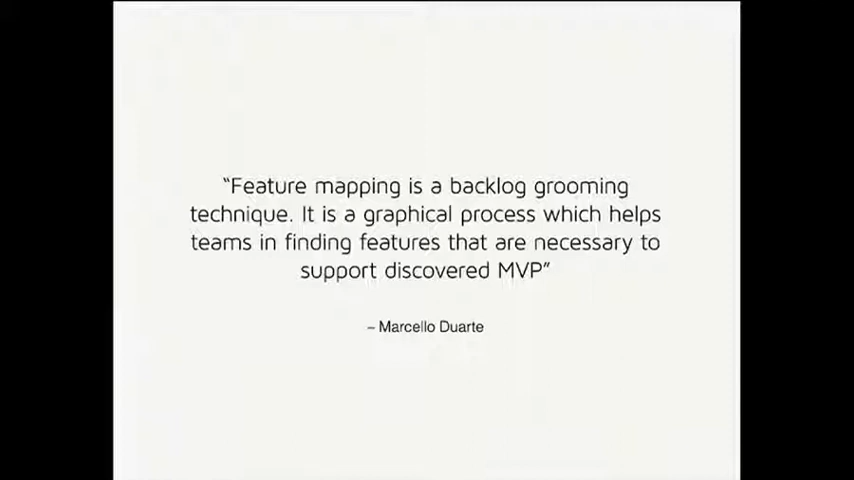 “Feature mapping is a backlog grooming
technique. It is a graphical process which helps
teams in finding features that are necessary to
support discovered MVP”
– Marcello Duarte